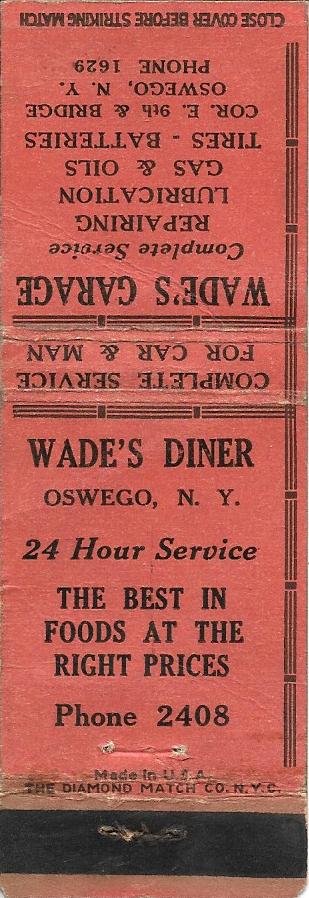 CLOSE COVER BEFORE STRIKING MATCH
WADE'S GARAGE
Complete Service
REPAIRING
LUBRICATION
GAS & OILS
TIRES - BATTERIES
COR. E. 9th & BRIDGE
OSWEGO, N. Y.
PHONE 1629
COMPLETE SERVICE
FOR CAR & MAN
WADE'S DINER
OSWEGO, N. Y.
24 Hour Service
THE BEST IN
FOODS AT THE
RIGHT PRICES
Phone 2408
Made in U.S.A.
THE DIAMOND MATCH CO. N.Y.C.